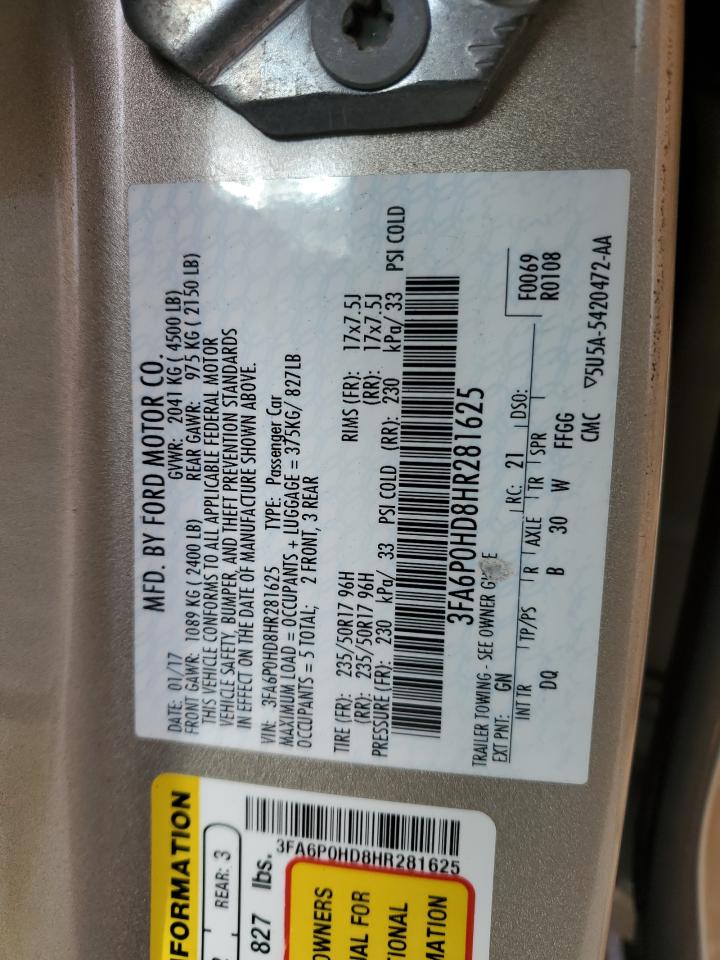 MFD. BY FORD MOTOR CO.
DATE: 01/17 GVWR: 2041 KG ( 4500 LB)
FRONT GAWR: 1089 KG ( 2400 LB) REAR GAWR: 975 KG ( 2150 LB)
THIS VEHICLE CONFORMS TO ALL APPLICABLE FEDERAL MOTOR
VEHICLE SAFETY, BUMPER, AND THEFT PREVENTION STANDARDS
IN EFFECT ON THE DATE OF MANUFACTURE SHOWN ABOVE.
VIN: 3FA6P0HD8HR281625 TYPE: Passenger Car
MAXIMUM LOAD = OCCUPANTS + LUGGAGE = 375KG/ 827LB
OCCUPANTS = 5 TOTAL; 2 FRONT, 3 REAR
TIRE (FR): 235/50R17 96H RIMS (FR): 17x7.5J
(RR): 235/50R17 96H (RR): 17x7.5J
PRESSURE (FR): 230 kPa/ 33 PSI COLD (RR): 230 kPa/ 33 PSI COLD
3FA6P0HD8HR281625
TRAILER TOWING - SEE OWNER
EXT PNT: GN RC: 21 DSO: F0069
R0108
INT TR TP/PS R AXLE TR SPR
DQ B 30 W FFGG
CMC ▽5U5A-5420472-AA
REAR: 3
827 lbs.
3FA6P0HD8HR281625